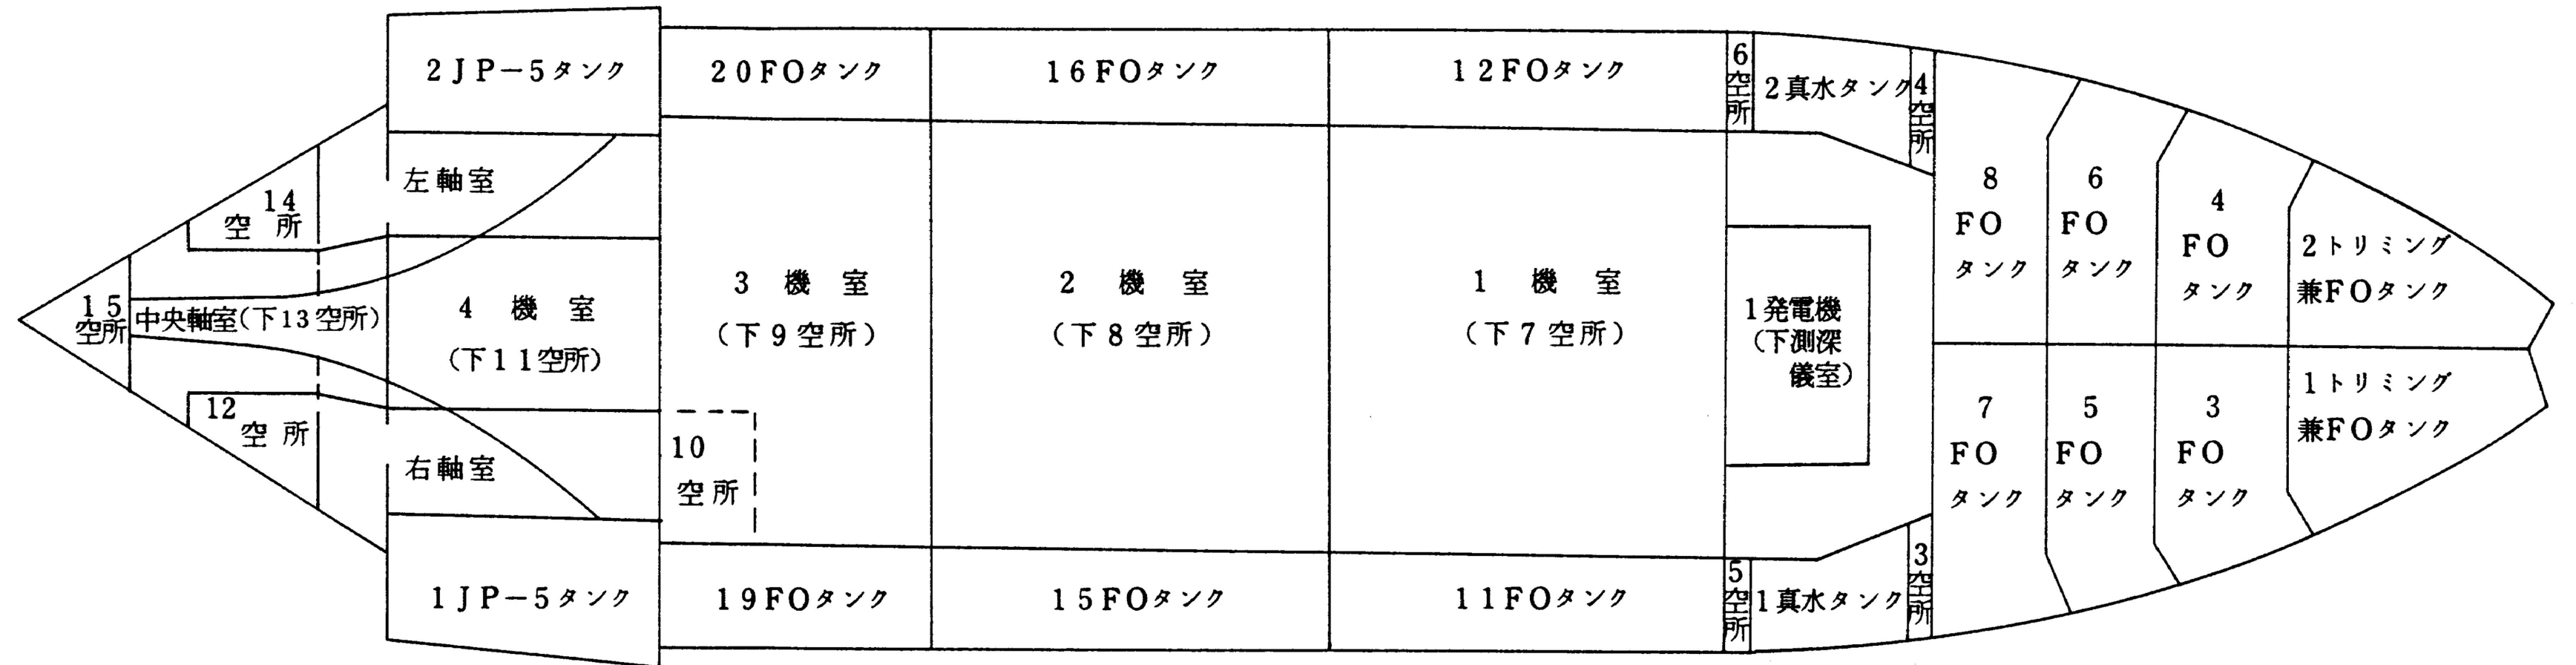 2JP-5タンク
20FOタンク
16FOタンク
12FOタンク
6
空
所
2真水タンク
4
空
所
8
FO
タンク
6
FO
タンク
4
FO
タンク
2トリミング
兼FOタンク
左軸室
14
空 所
15
空所
中央軸室(下13空所)
4 機 室
(下11空所)
3 機 室
(下9空所)
2 機 室
(下8空所)
1 機 室
(下7空所)
1発電機
(下測深
儀室)
12
空 所
右軸室
10
空所
7
FO
タンク
5
FO
タンク
3
FO
タンク
1トリミング
兼FOタンク
1JP-5タンク
19FOタンク
15FOタンク
11FOタンク
5
空
所
1真水タンク
3
空
所